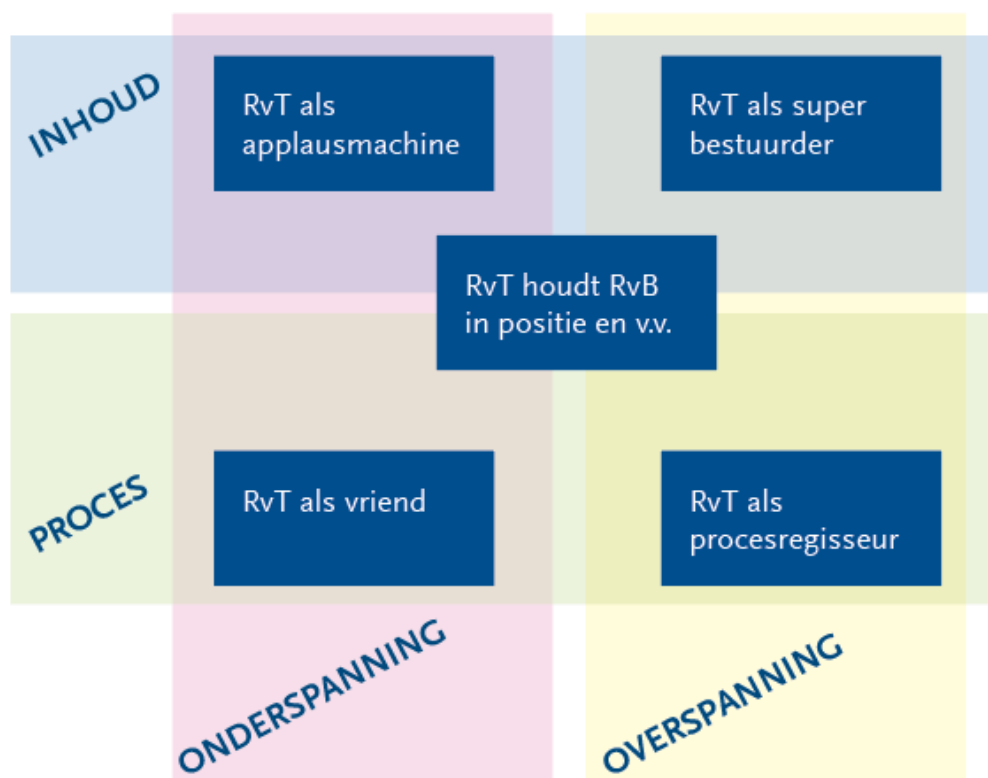 INHOUD
RvT als
applausmachine
RvT als super
bestuurder
RvT houdt RvB
in positie en v.v.
PROCES
RvT als vriend
RvT als
procesregisseur
ONDERSPANNING
OVERSPANNING